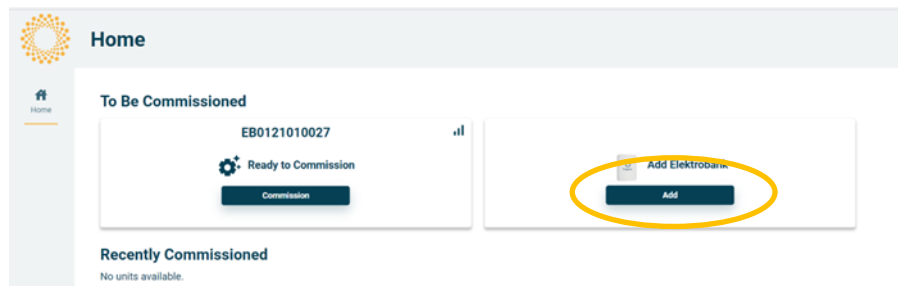 Home
Home
To Be Commissioned
EB0121010027
Ready to Commission
Commission
Add Elektrobank
Add
Recently Commissioned
No units available.